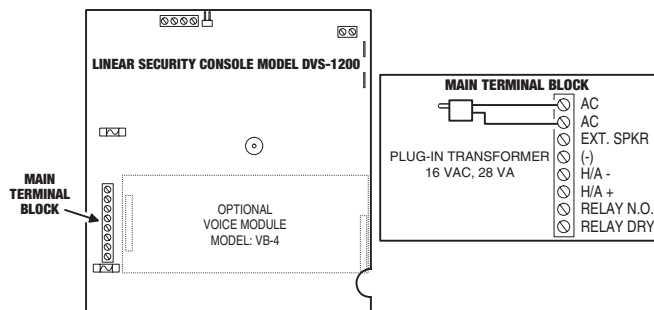 LINEAR SECURITY CONSOLE MODEL DVS-1200
MAIN
TERMINAL
BLOCK
OPTIONAL
VOICE MODULE
MODEL: VB-4
MAIN TERMINAL BLOCK
PLUG-IN TRANSFORMER
16 VAC, 28 VA
AC
AC
EXT. SPKR
(-)
H/A -
H/A +
RELAY N.O.
RELAY DRY